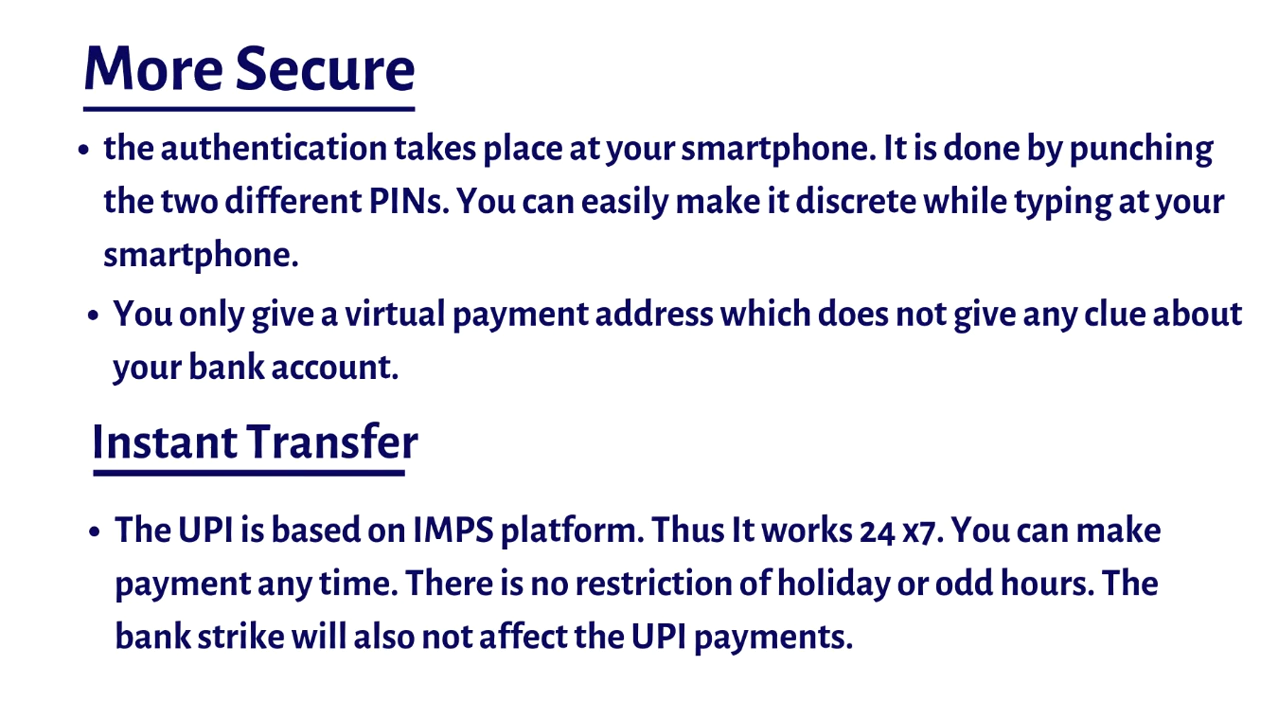 More Secure
• the authentication takes place at your smartphone. It is done by punching
the two different PINs. You can easily make it discrete while typing at your
smartphone.
• You only give a virtual payment address which does not give any clue about
your bank account.
Instant Transfer
• The UPI is based on IMPS platform. Thus It works 24 x7. You can make
payment any time. There is no restriction of holiday or odd hours. The
bank strike will also not affect the UPI payments.